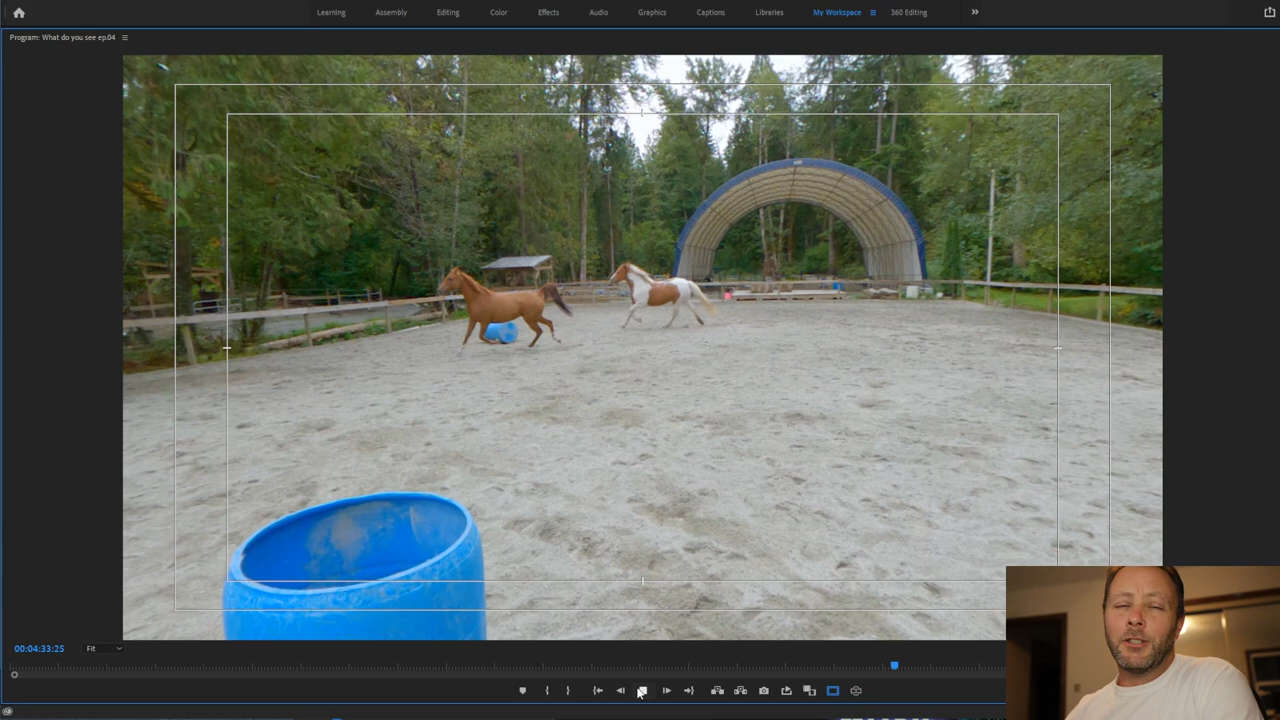 Learning Assembly Editing Color Effects Audio Graphics Captions Libraries My Workspace 360 Editing
Program: What do you see ep.04
00:04:33:25 Fit